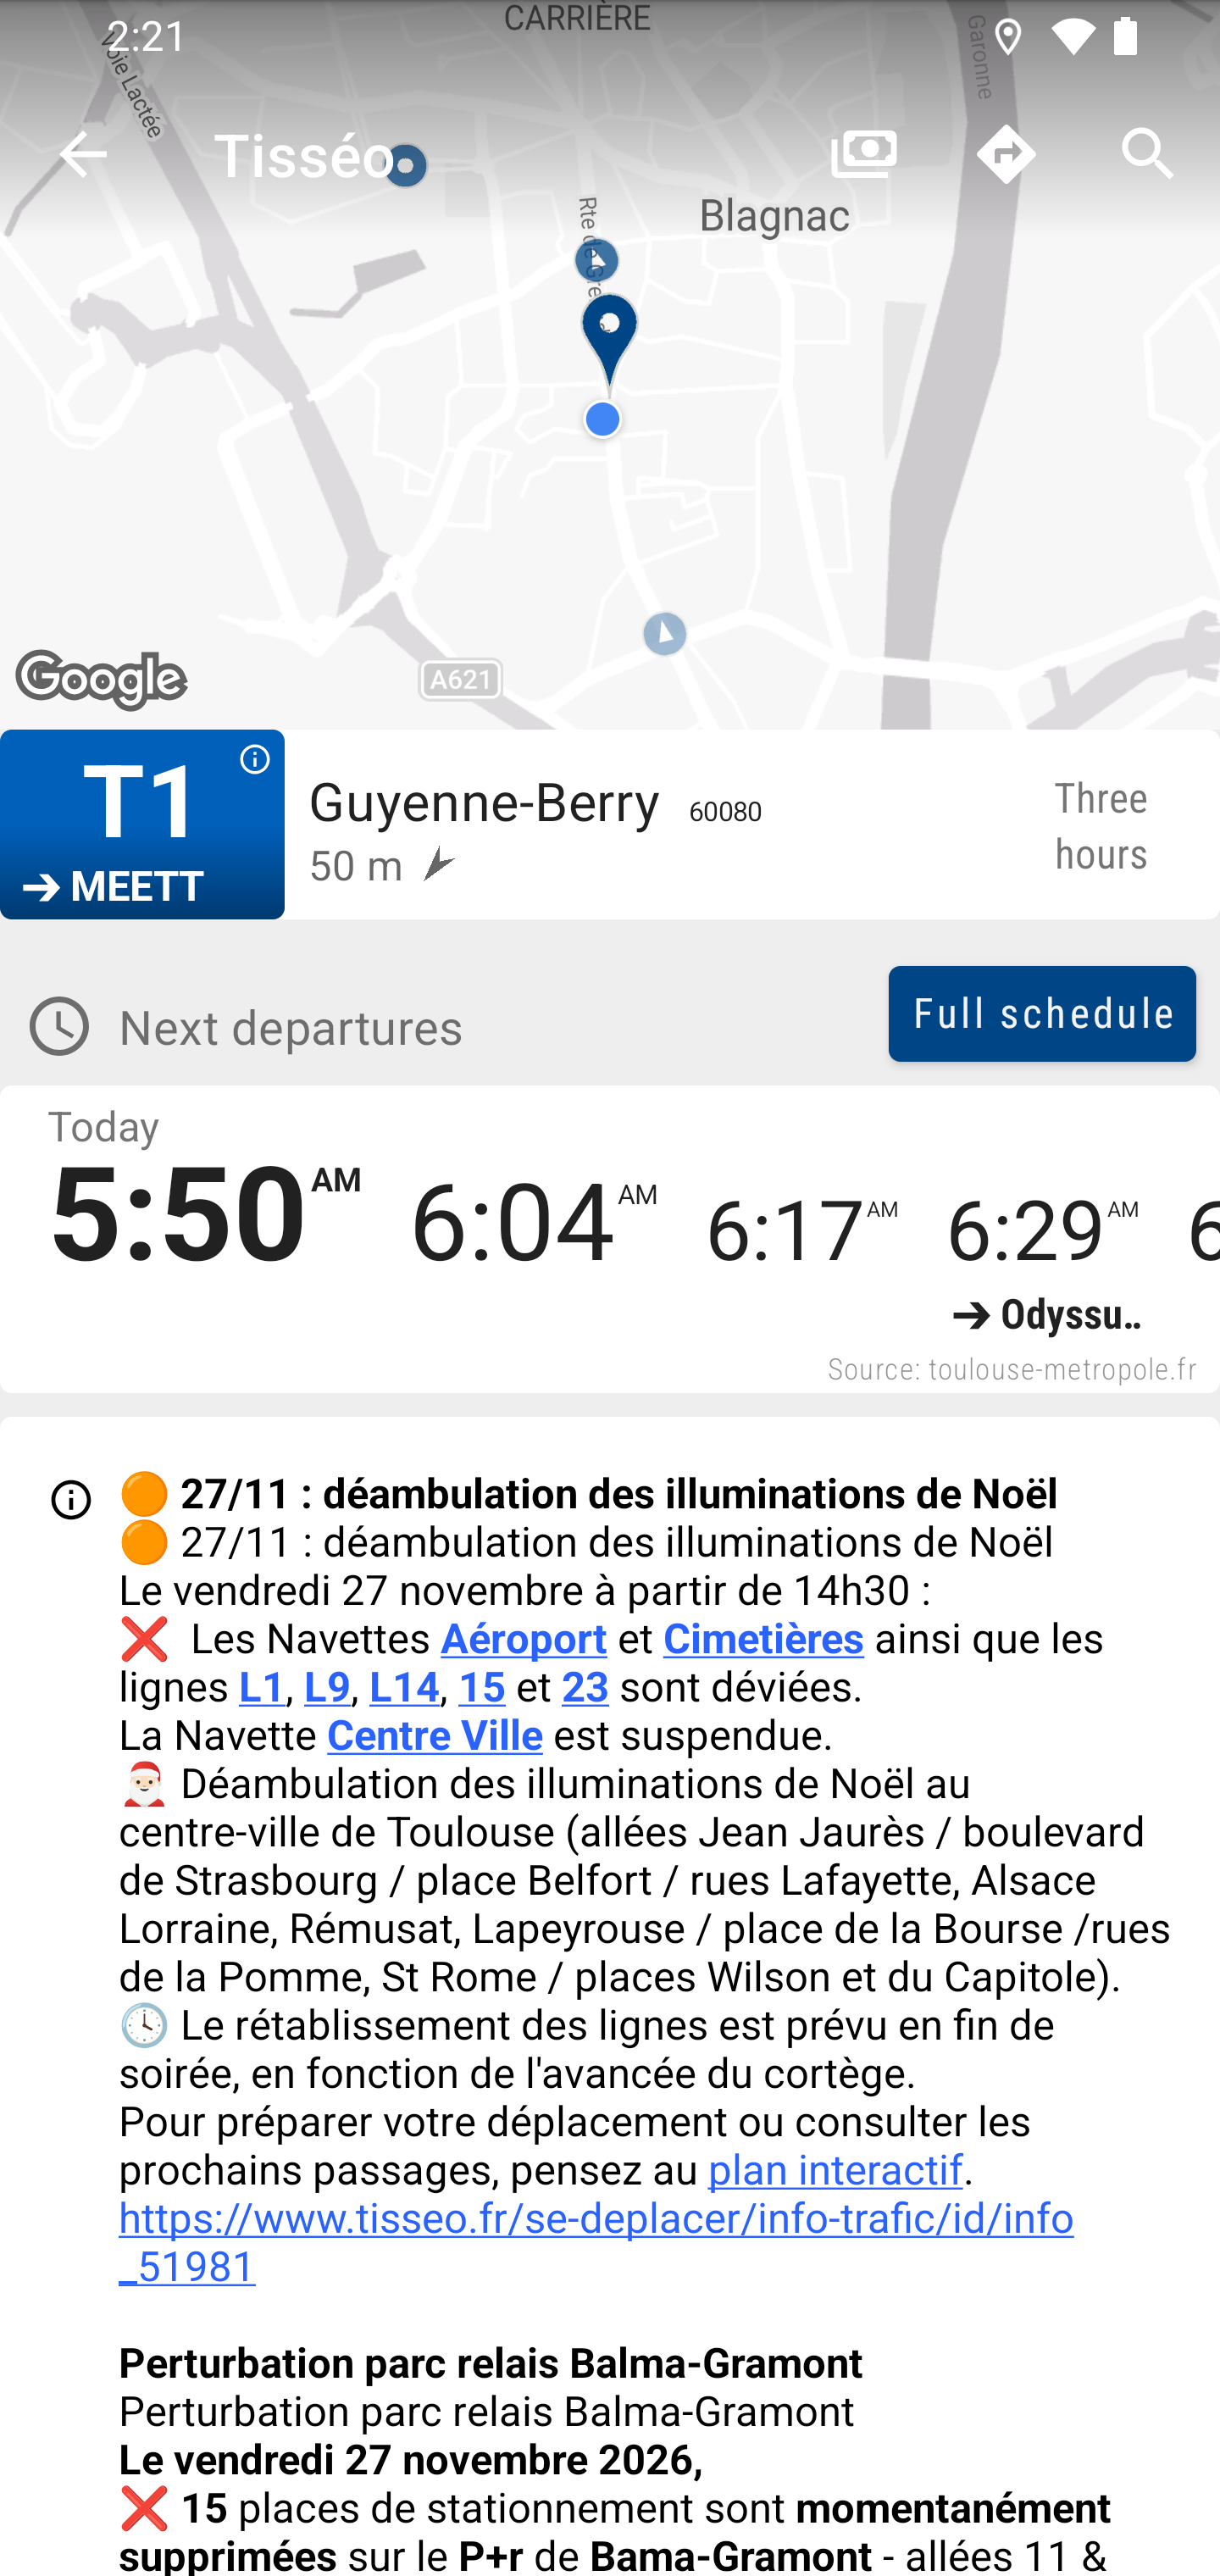 CARRIÈRE
2:21
Garonne
Voie Lactée
Tisséo
Blagnac
Rte de Gre
Google
A621
T1
→ MEETT
Guyenne-Berry 60080
50 m
Three
hours
Next departures
Full schedule
Today
5:50 AM 6:04 AM 6:17 AM 6:29 AM 6
→ Odyssu..
Source: toulouse-metropole.fr
🟠 27/11 : déambulation des illuminations de Noël
🟠 27/11 : déambulation des illuminations de Noël
Le vendredi 27 novembre à partir de 14h30 :
❌ Les Navettes Aéroport et Cimetières ainsi que les
lignes L1, L9, L14, 15 et 23 sont déviées.
La Navette Centre Ville est suspendue.
🎅🏻 Déambulation des illuminations de Noël au
centre-ville de Toulouse (allées Jean Jaurès / boulevard
de Strasbourg / place Belfort / rues Lafayette, Alsace
Lorraine, Rémusat, Lapeyrouse / place de la Bourse /rues
de la Pomme, St Rome / places Wilson et du Capitole).
🕓 Le rétablissement des lignes est prévu en fin de
soirée, en fonction de l'avancée du cortège.
Pour préparer votre déplacement ou consulter les
prochains passages, pensez au plan interactif.
https://www.tisseo.fr/se-deplacer/info-trafic/id/info
_51981
Perturbation parc relais Balma-Gramont
Perturbation parc relais Balma-Gramont
Le vendredi 27 novembre 2026,
❌ 15 places de stationnement sont momentanément
supprimées sur le P+r de Bama-Gramont - allées 11 &